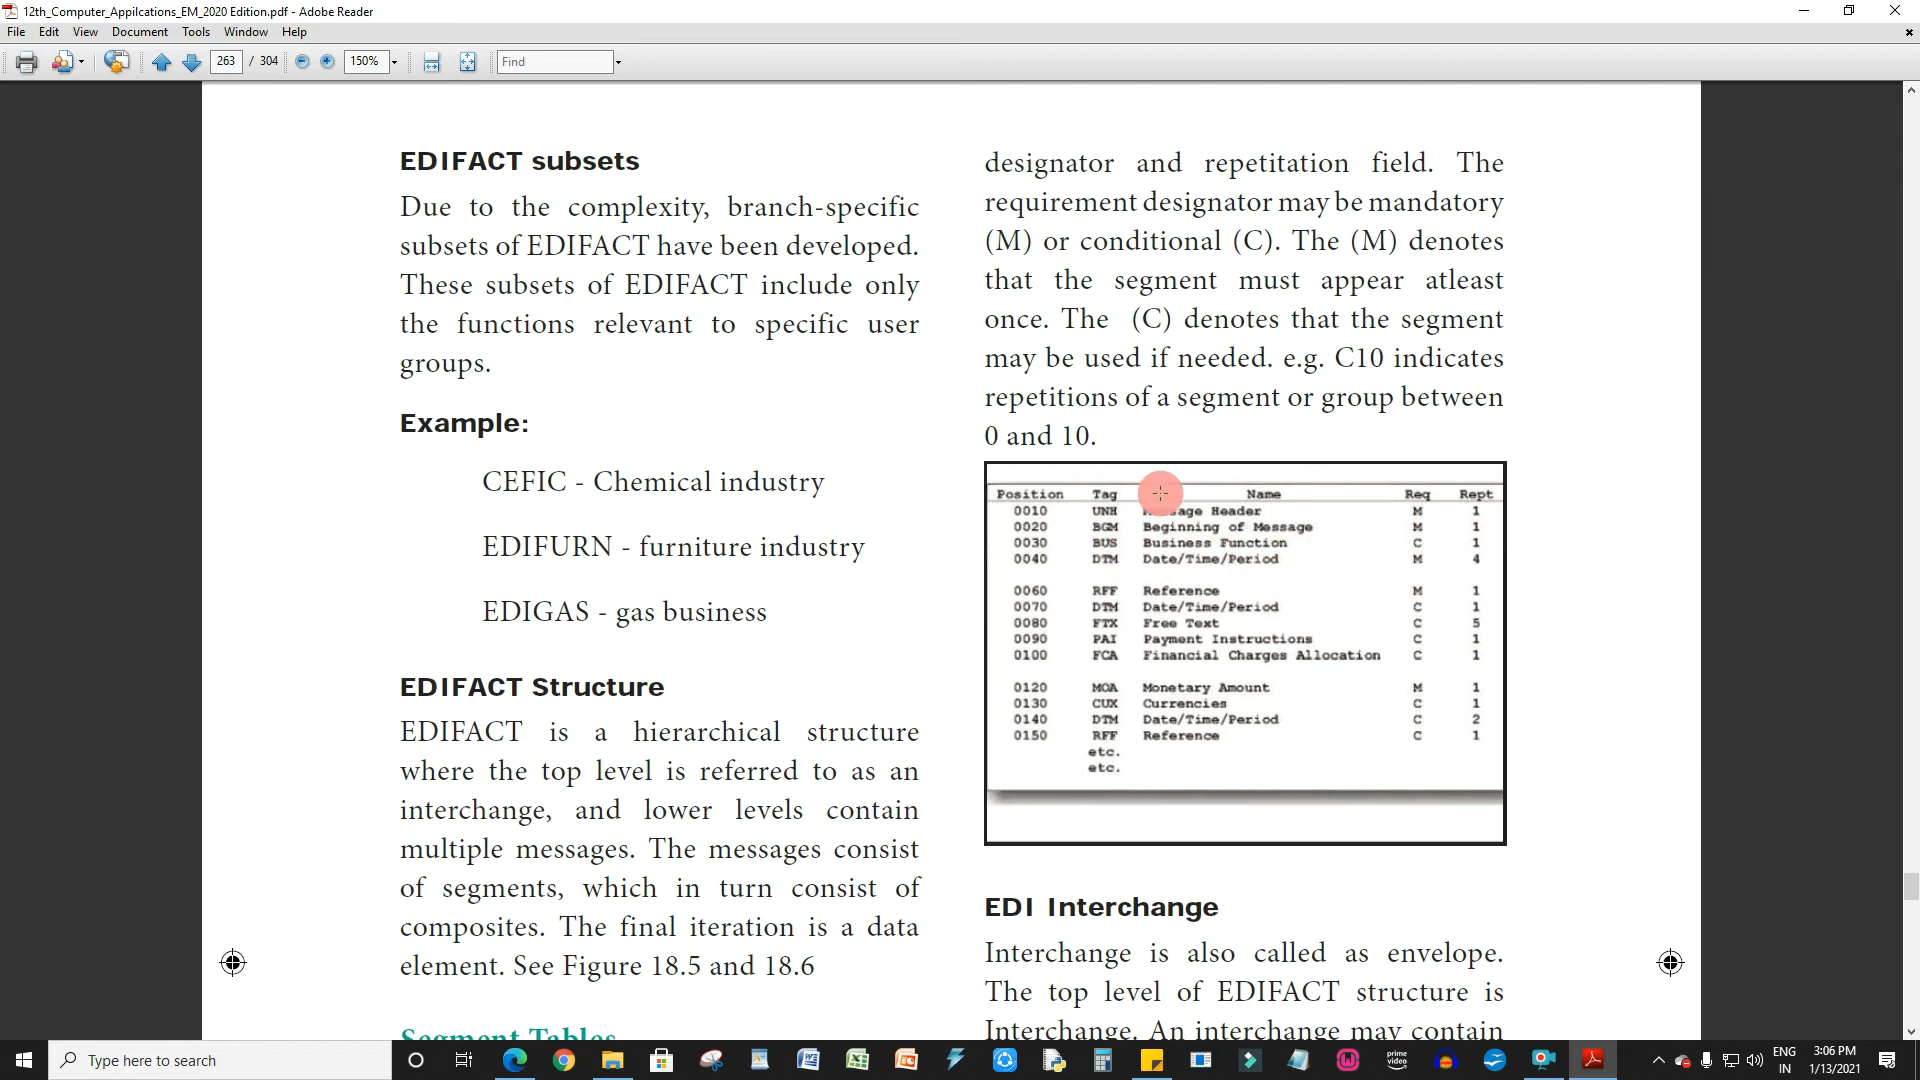 12th_Computer_Appilcations_EM_2020 Edition.pdf - Adobe Reader
File Edit View Document Tools Window Help
263 / 304 150% Find
EDIFACT subsets
Due to the complexity, branch-specific
subsets of EDIFACT have been developed.
These subsets of EDIFACT include only
the functions relevant to specific user
groups.
Example:
CEFIC - Chemical industry
EDIFURN - furniture industry
EDIGAS - gas business
EDIFACT Structure
EDIFACT is a hierarchical structure
where the top level is referred to as an
interchange, and lower levels contain
multiple messages. The messages consist
of segments, which in turn consist of
composites. The final iteration is a data
element. See Figure 18.5 and 18.6
Segment Tables
designator and repetitation field. The
requirement designator may be mandatory
(M) or conditional (C). The (M) denotes
that the segment must appear atleast
once. The (C) denotes that the segment
may be used if needed. e.g. C10 indicates
repetitions of a segment or group between
0 and 10.
Position Tag Name Req Rept
0010 UNH Message Header M 1
0020 BGM Beginning of Message M 1
0030 BUS Business Function C 1
0040 DTM Date/Time/Period M 4
0060 RFF Reference M 1
0070 DTM Date/Time/Period C 1
0080 FTX Free Text C 5
0090 PAI Payment Instructions C 1
0100 FCA Financial Charges Allocation C 1
0120 MOA Monetary Amount M 1
0130 CUX Currencies C 1
0140 DTM Date/Time/Period C 2
0150 RFF Reference C 1
etc.
etc.
EDI Interchange
Interchange is also called as envelope.
The top level of EDIFACT structure is
Interchange. An interchange may contain
Type here to search
prime
video
ENG
IN
3:06 PM
1/13/2021